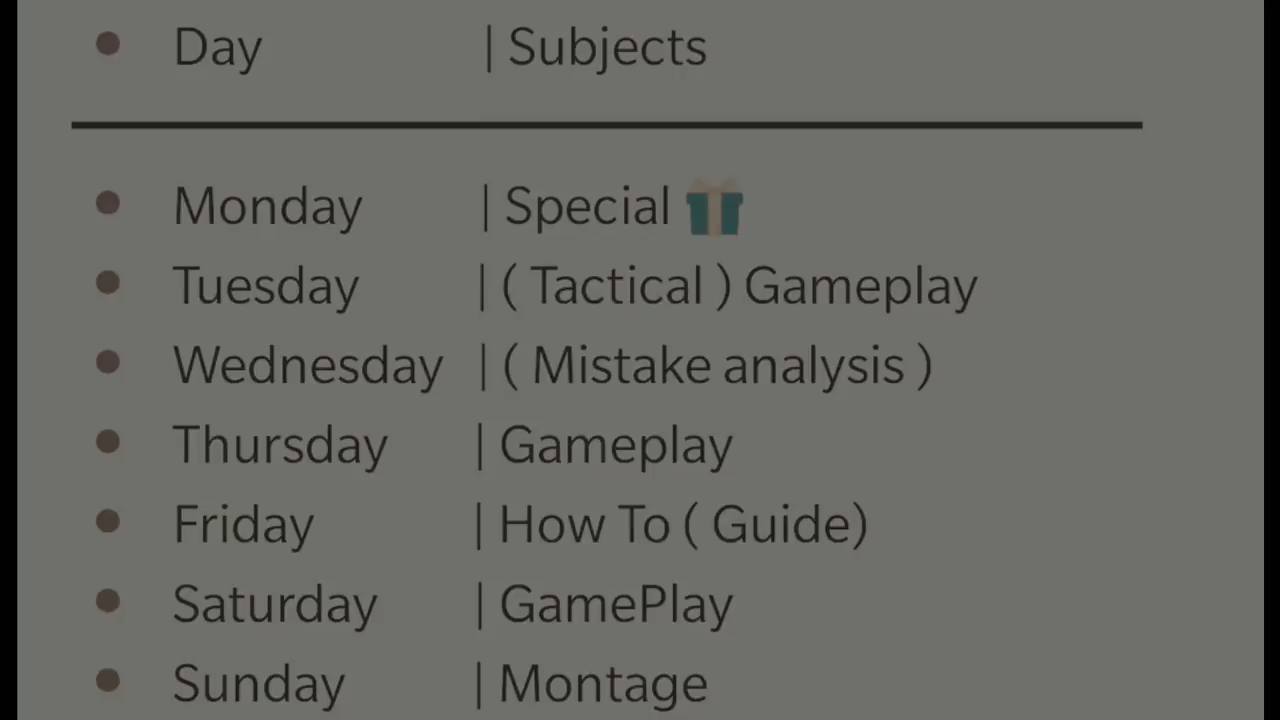 Day | Subjects
Monday | Special 🎁
Tuesday | ( Tactical ) Gameplay
Wednesday | ( Mistake analysis )
Thursday | Gameplay
Friday | How To ( Guide)
Saturday | GamePlay
Sunday | Montage